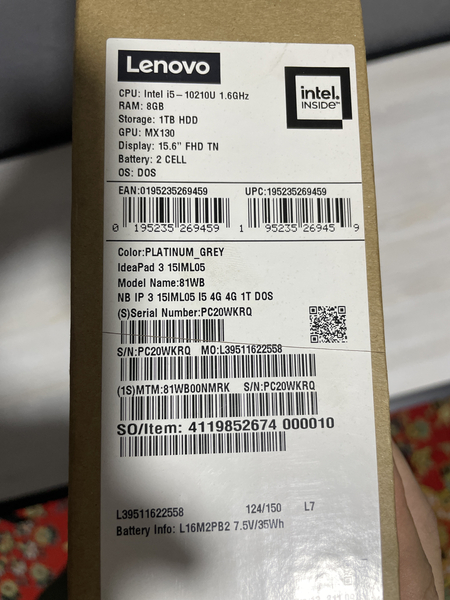 Lenovo
CPU: Intel i5-10210U 1.6GHz
RAM: 8GB
Storage: 1TB HDD
GPU: MX130
Display: 15.6" FHD TN
Battery: 2 CELL
OS: DOS
intel.
INSIDE™
EAN:0195235269459 UPC:195235269459
0 195235 269459 1 95235 26945 9
Color:PLATINUM_GREY
IdeaPad 3 15IML05
Model Name:81WB
NB IP 3 15IML05 I5 4G 4G 1T DOS
(S)Serial Number:PC20WKRQ
S/N:PC20WKRQ MO:L39511622558
(1S)MTM:81WB00NMRK S/N:PC20WKRQ
SO/Item: 4119852674 000010
L39511622558 124/150 L7
Battery Info: L16M2PB2 7.5V/35Wh